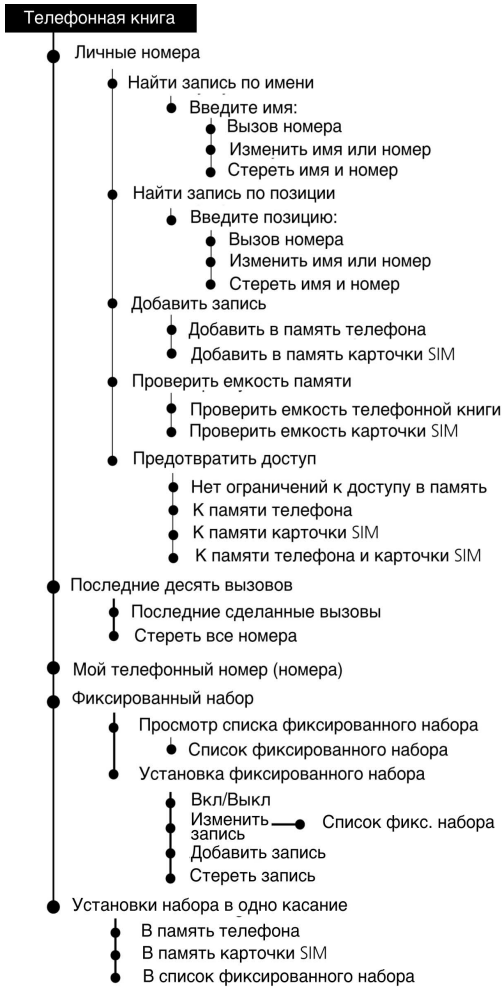 Телефонная книга
Личные номера
Найти запись по имени
Введите имя:
Вызов номера
Изменить имя или номер
Стереть имя и номер
Найти запись по позиции
Введите позицию:
Вызов номера
Изменить имя или номер
Стереть имя и номер
Добавить запись
Добавить в память телефона
Добавить в память карточки SIM
Проверить емкость памяти
Проверить емкость телефонной книги
Проверить емкость карточки SIM
Предотвратить доступ
Нет ограничений к доступу в память
К памяти телефона
К памяти карточки SIM
К памяти телефона и карточки SIM
Последние десять вызовов
Последние сделанные вызовы
Стереть все номера
Мой телефонный номер (номера)
Фиксированный набор
Просмотр списка фиксированного набора
Список фиксированного набора
Установка фиксированного набора
Вкл/Выкл
Изменить
запись
Список фикс. набора
Добавить запись
Стереть запись
Установки набора в одно касание
В память телефона
В память карточки SIM
В список фиксированного набора